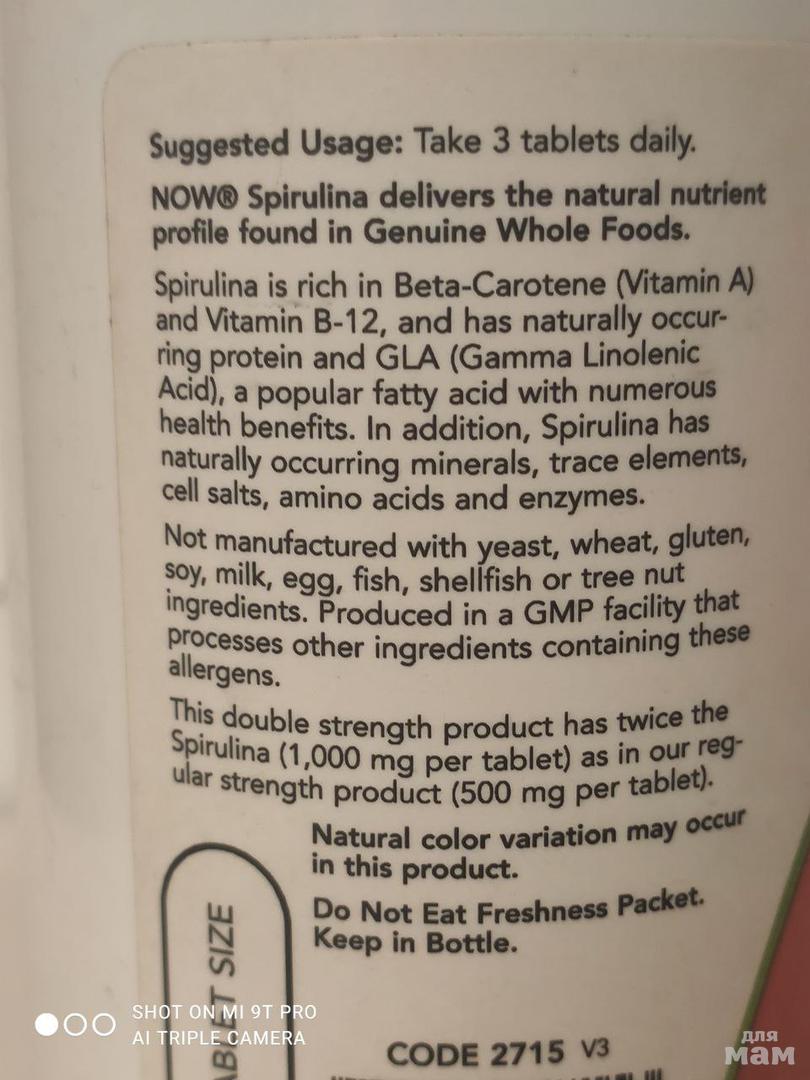 Suggested Usage: Take 3 tablets daily.
NOW® Spirulina delivers the natural nutrient
profile found in Genuine Whole Foods.
Spirulina is rich in Beta-Carotene (Vitamin A)
and Vitamin B-12, and has naturally occur-
ring protein and GLA (Gamma Linolenic
Acid), a popular fatty acid with numerous
health benefits. In addition, Spirulina has
naturally occurring minerals, trace elements,
cell salts, amino acids and enzymes.
Not manufactured with yeast, wheat, gluten,
soy, milk, egg, fish, shellfish or tree nut
ingredients. Produced in a GMP facility that
processes other ingredients containing these
allergens.
This double strength product has twice the
Spirulina (1,000 mg per tablet) as in our reg-
ular strength product (500 mg per tablet).
Natural color variation may occur
in this product.
Do Not Eat Freshness Packet.
Keep in Bottle.
SIZE
CODE 2715 V3
SHOT ON MI 9T PRO
AI TRIPLE CAMERA
для
мам